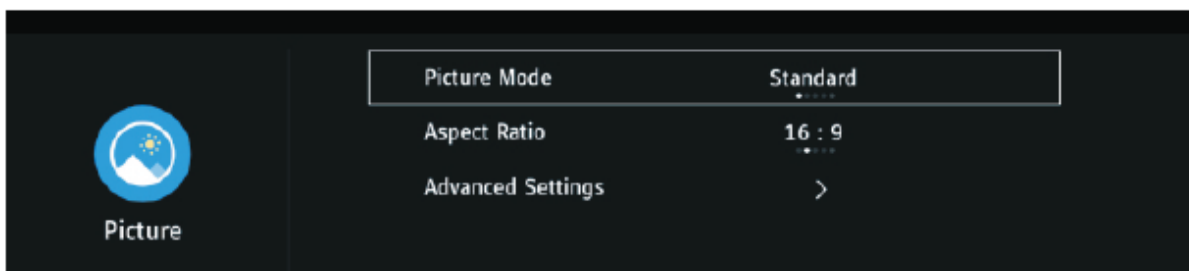 Picture Mode Standard
Aspect Ratio 16 : 9
Advanced Settings >
Picture